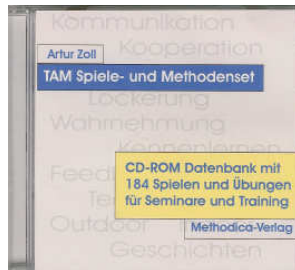 Kommunikation
Kooperation
Artur Zoll
TAM Spiele- und Methodenset
Lockerung
Wahrnehmung
Kennenlernen
CD-ROM Datenbank mit
184 Spielen und Übungen
für Seminare und Training
Outdoor
Methodica-Verlag
Geschichten